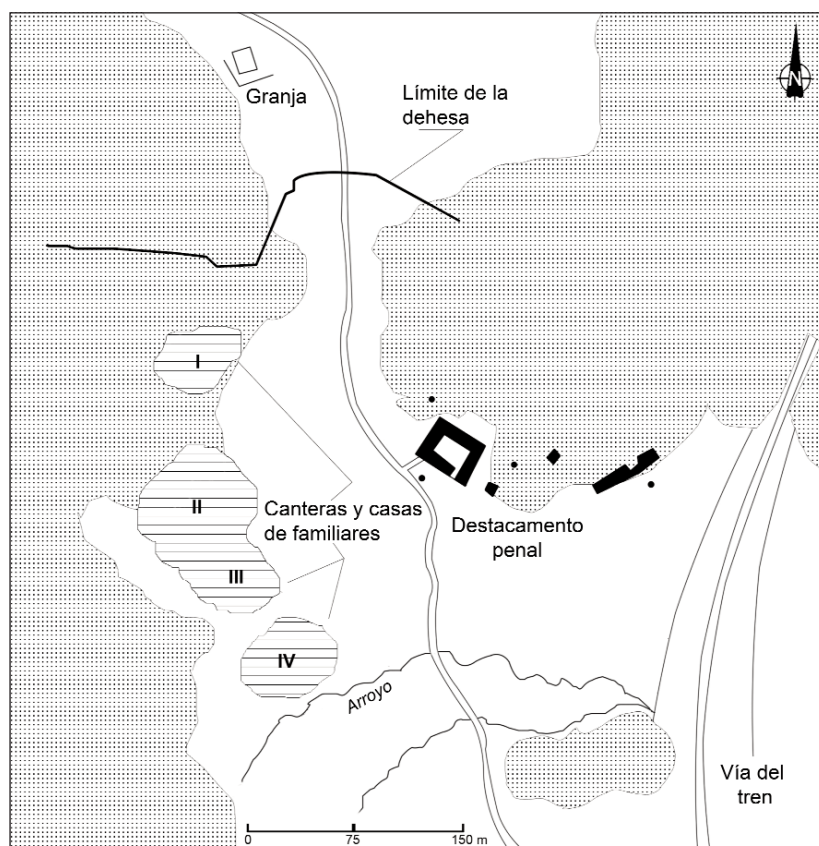 N
Granja
Límite de la
dehesa
I
II
Canteras y casas
de familiares
Destacamento
penal
III
IV
Arroyo
Vía del
tren
0 75 150 m